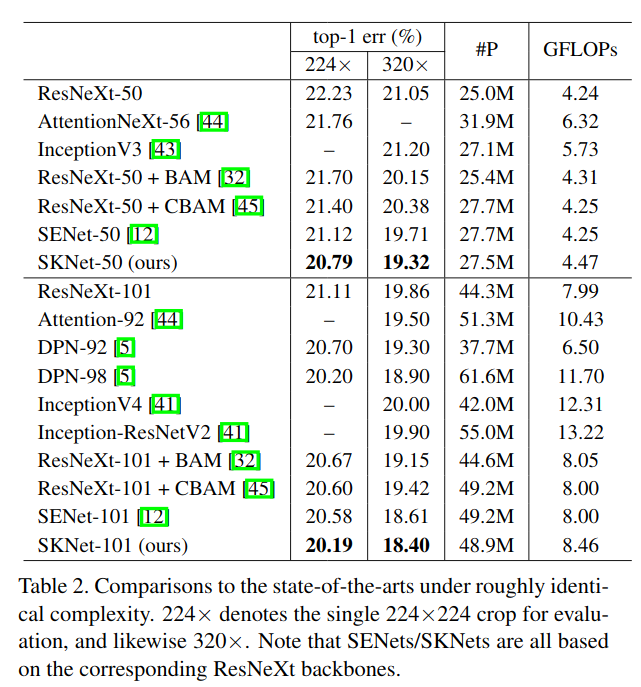 top-1 err (%) #P GFLOPs
224× 320×
ResNeXt-50 22.23 21.05 25.0M 4.24
AttentionNeXt-56 [44] 21.76 – 31.9M 6.32
InceptionV3 [43] – 21.20 27.1M 5.73
ResNeXt-50 + BAM [32] 21.70 20.15 25.4M 4.31
ResNeXt-50 + CBAM [45] 21.40 20.38 27.7M 4.25
SENet-50 [12] 21.12 19.71 27.7M 4.25
SKNet-50 (ours) 20.79 19.32 27.5M 4.47
ResNeXt-101 21.11 19.86 44.3M 7.99
Attention-92 [44] – 19.50 51.3M 10.43
DPN-92 [5] 20.70 19.30 37.7M 6.50
DPN-98 [5] 20.20 18.90 61.6M 11.70
InceptionV4 [41] – 20.00 42.0M 12.31
Inception-ResNetV2 [41] – 19.90 55.0M 13.22
ResNeXt-101 + BAM [32] 20.67 19.15 44.6M 8.05
ResNeXt-101 + CBAM [45] 20.60 19.42 49.2M 8.00
SENet-101 [12] 20.58 18.61 49.2M 8.00
SKNet-101 (ours) 20.19 18.40 48.9M 8.46
Table 2. Comparisons to the state-of-the-arts under roughly identi-
cal complexity. 224× denotes the single 224×224 crop for evalu-
ation, and likewise 320×. Note that SENets/SKNets are all based
on the corresponding ResNeXt backbones.